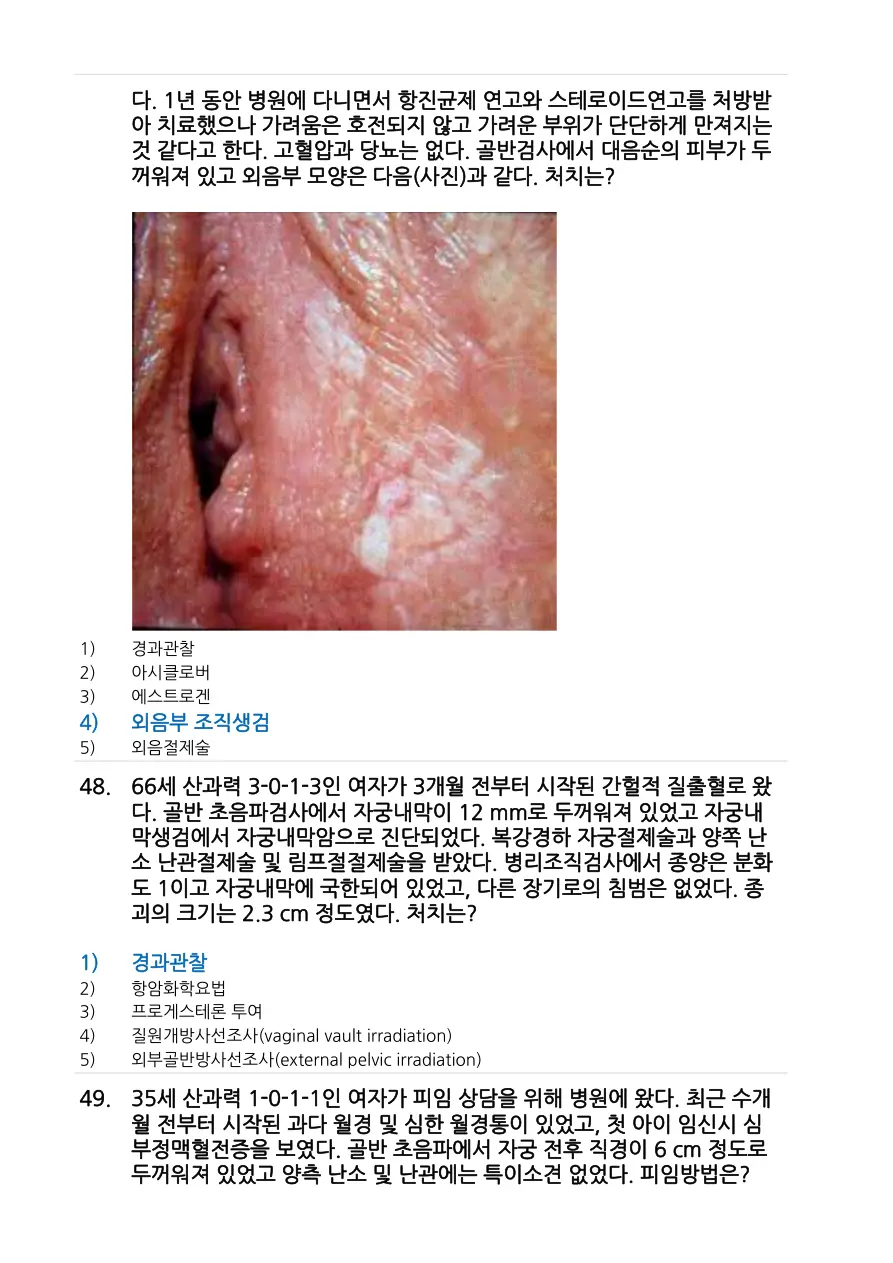 다. 1년 동안 병원에 다니면서 항진균제 연고와 스테로이드연고를 처방받
아 치료했으나 가려움은 호전되지 않고 가려운 부위가 단단하게 만져지는
것 같다고 한다. 고혈압과 당뇨는 없다. 골반검사에서 대음순의 피부가 두
꺼워져 있고 외음부 모양은 다음(사진)과 같다. 처치는?
1) 경과관찰
2) 아시클로버
3) 에스트로겐
4) 외음부 조직생검
5) 외음절제술
48. 66세 산과력 3-0-1-3인 여자가 3개월 전부터 시작된 간헐적 질출혈로 왔
다. 골반 초음파검사에서 자궁내막이 12 mm로 두꺼워져 있었고 자궁내
막생검에서 자궁내막암으로 진단되었다. 복강경하 자궁절제술과 양쪽 난
소 난관절제술 및 림프절절제술을 받았다. 병리조직검사에서 종양은 분화
도 1이고 자궁내막에 국한되어 있었고, 다른 장기로의 침범은 없었다. 종
괴의 크기는 2.3 cm 정도였다. 처치는?
1) 경과관찰
2) 항암화학요법
3) 프로게스테론 투여
4) 질원개방사선조사(vaginal vault irradiation)
5) 외부골반방사선조사(external pelvic irradiation)
49. 35세 산과력 1-0-1-1인 여자가 피임 상담을 위해 병원에 왔다. 최근 수개
월 전부터 시작된 과다 월경 및 심한 월경통이 있었고, 첫 아이 임신시 심
부정맥혈전증을 보였다. 골반 초음파에서 자궁 전후 직경이 6 cm 정도로
두꺼워져 있었고 양측 난소 및 난관에는 특이소견 없었다. 피임방법은?